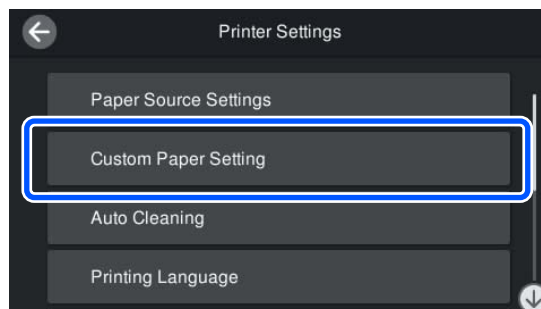 Printer Settings
Paper Source Settings
Custom Paper Setting
Auto Cleaning
Printing Language